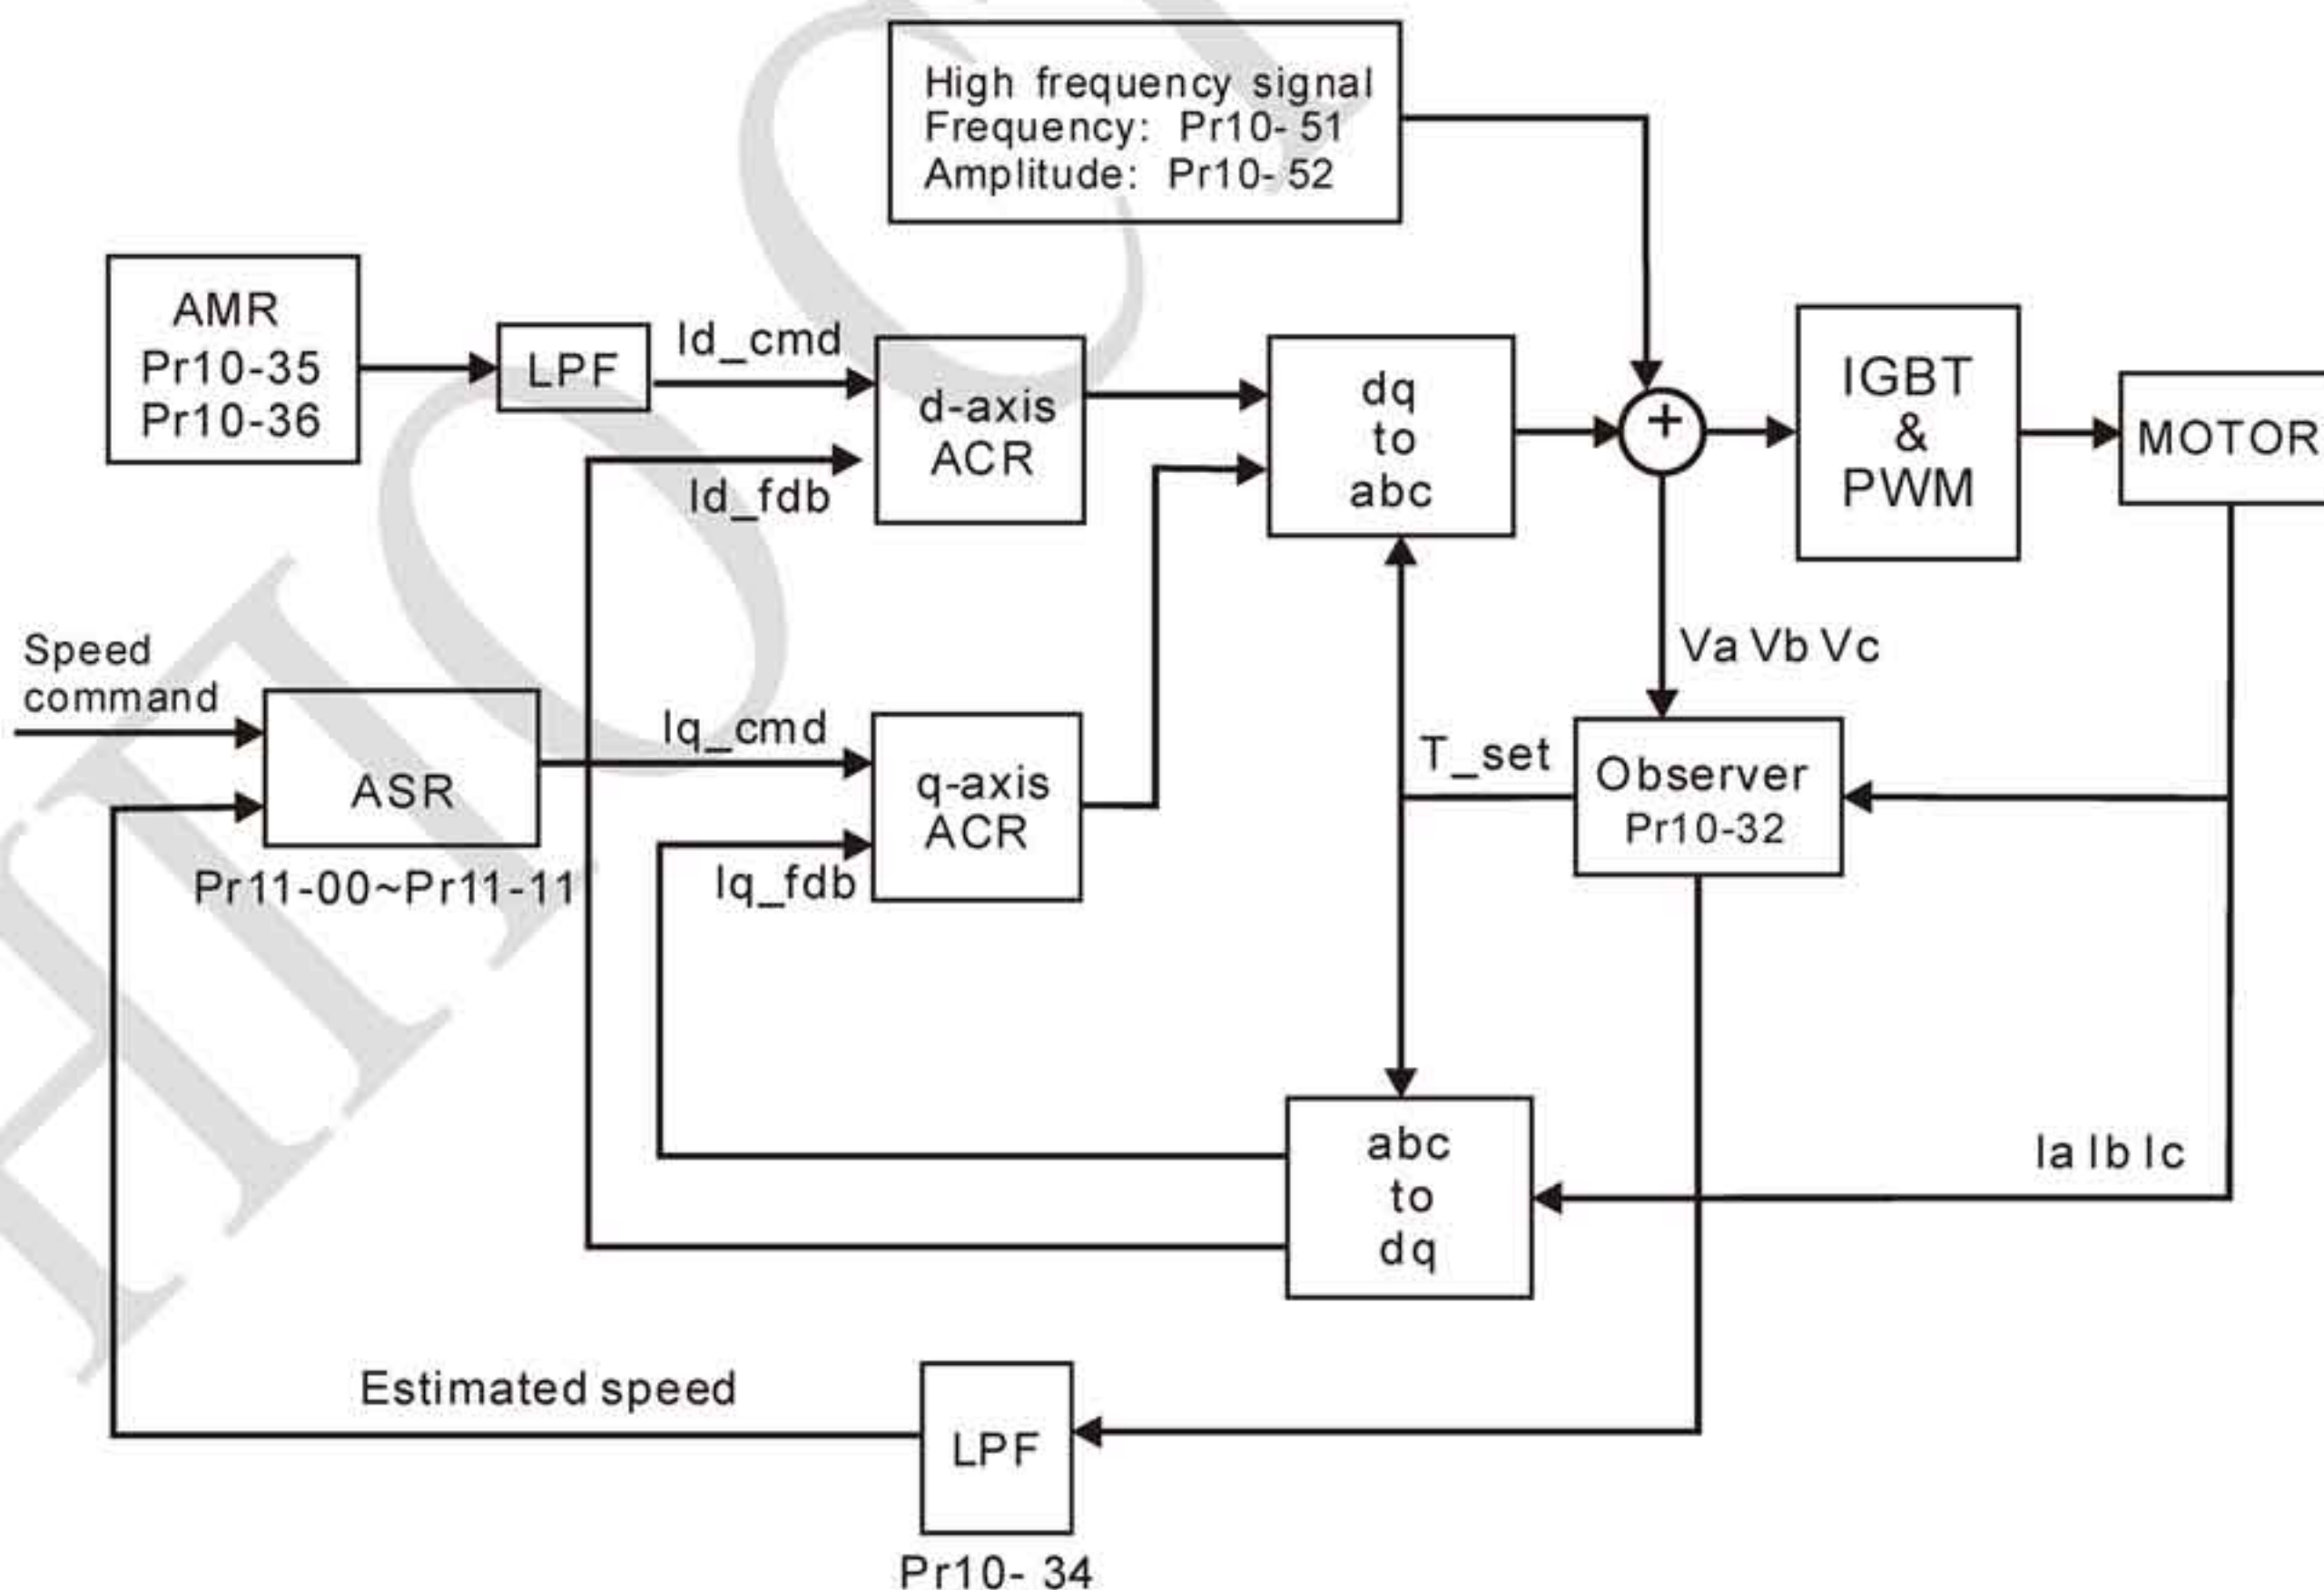 High frequency signal
Frequency: Pr10- 51
Amplitude: Pr10- 52
AMR
Pr10-35
Pr10-36
LPF
Id_cmd
Id_fdb
d-axis
ACR
dq
to
abc
+
IGBT
&
PWM
MOTOR
Va Vb Vc
Speed
command
ASR
Pr11-00~Pr11-11
Iq_cmd
Iq_fdb
q-axis
ACR
T_set
Observer
Pr10-32
abc
to
dq
Ia Ib Ic
Estimated speed
LPF
Pr10- 34